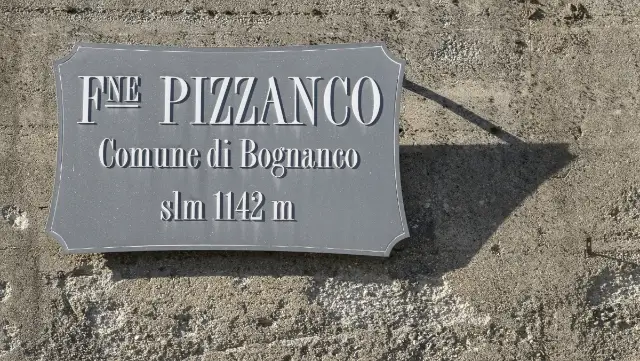 FNE PIZZANCO
Comune di Bognanco
slm 1142 m